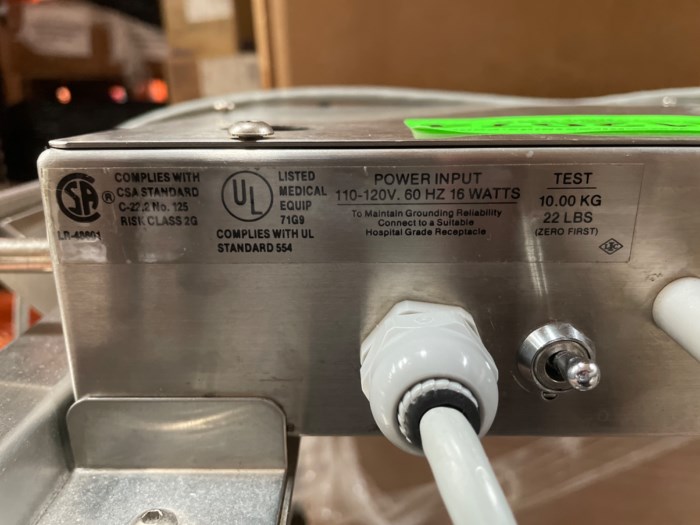 SA ®
COMPLIES WITH
CSA STANDARD
C-22.2 No. 125
RISK CLASS 2G
LR-48601
UL
LISTED
MEDICAL
EQUIP
71G9
COMPLIES WITH UL
STANDARD 554
POWER INPUT
110-120V. 60 HZ 16 WATTS
To Maintain Grounding Reliability
Connect to a Suitable
Hospital Grade Receptacle
TEST
10.00 KG
22 LBS
(ZERO FIRST)